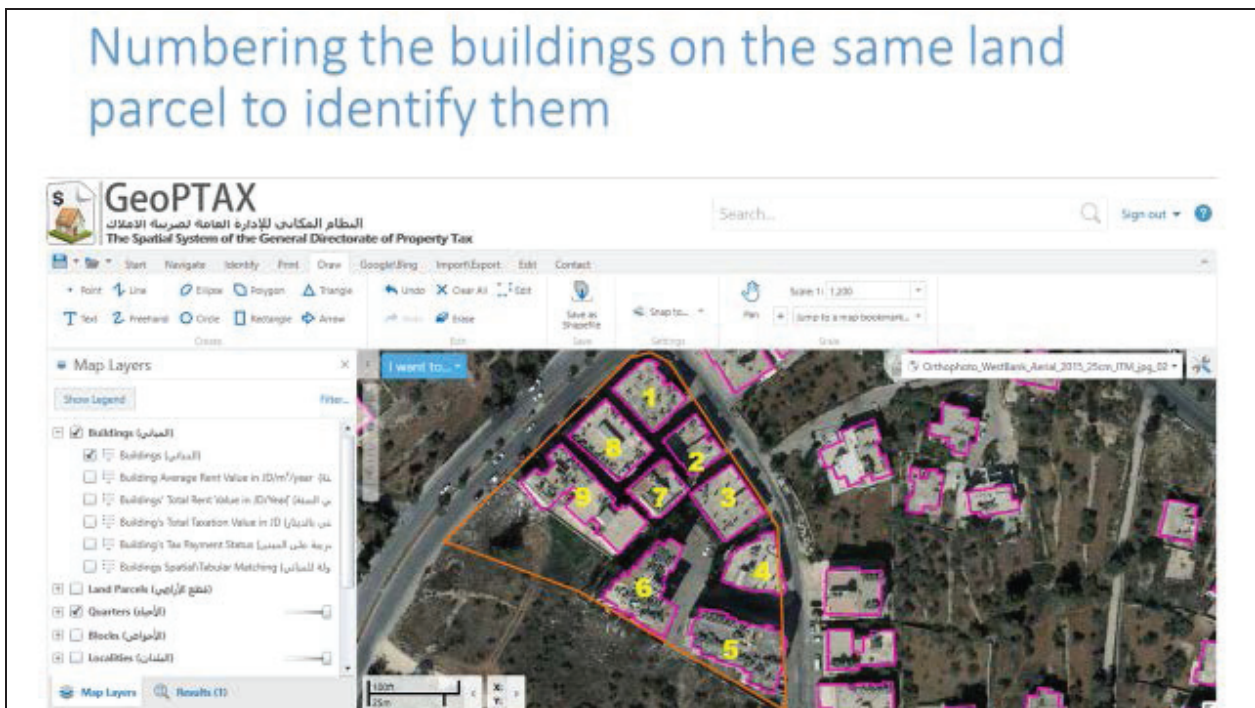 Numbering the buildings on the same land
parcel to identify them
GeoPTAX
النظام المكاني للإدارة العامة لضريبة الاملاك
The Spatial System of the General Directorate of Property Tax
Search...
Sign out
Start Navigate Identify Print Draw Google\Bing Import\Export Edit Contact
Point Line Ellipse Polygon Triangle Undo Clear All Edit Scale 1: 1,200
Text Freehand Circle Rectangle Arrow Erase Save as Shapefile Snap to... Pan Jump to a map bookmark...
Create Edit Save Settings
Map Layers
I want to...
Orthophoto_WestBank_Aerial_2015_25cm_ITM_jpg_02
Show Legend Filter...
Buildings (المباني)
Buildings (المباني)
Building Average Rent Value in JD/m²/year
Buildings' Total Rent Value in JD/Year
Building's Total Taxation Value in JD
Building's Tax Payment Status
Buildings Spatial\Tabular Matching
Land Parcels (قطع الأراضي)
Quarters (الأحياء)
Blocks (الأحواض)
Localities (البلدان)
Map Layers Results (1)
1
8
2
9
7
3
4
6
5
100ft
25m
X:
Y: